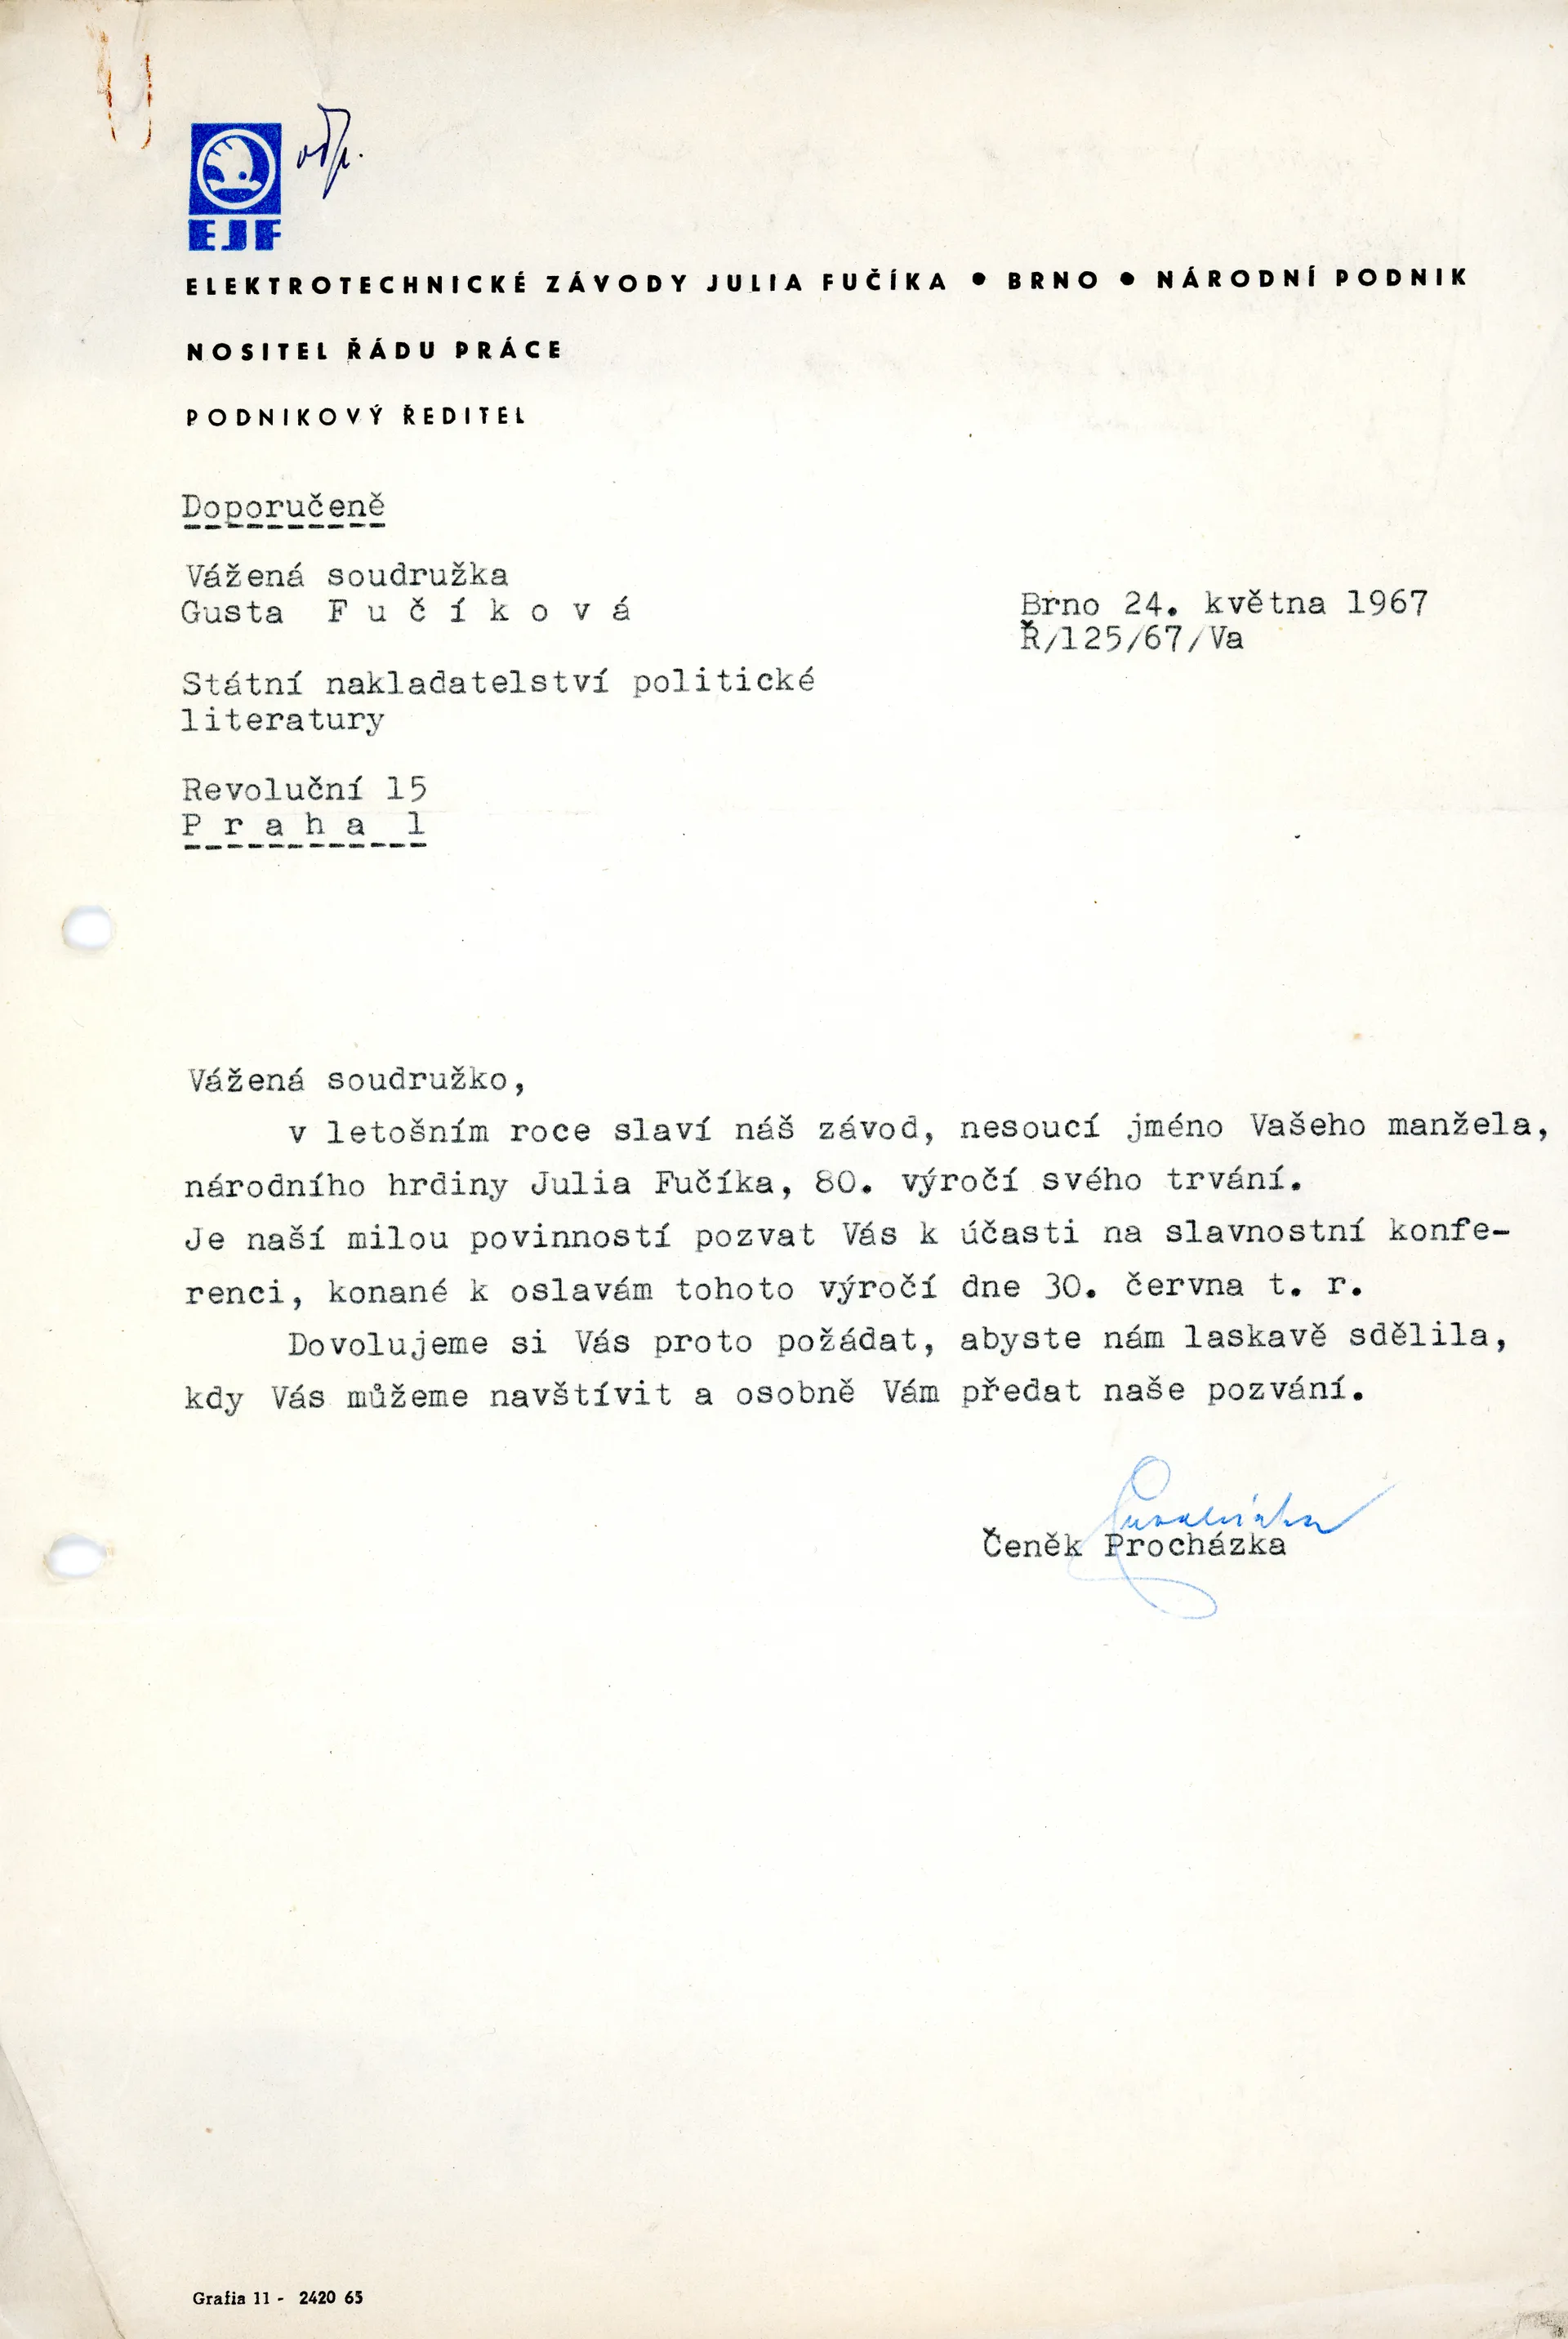 odp.
EJF
ELEKTROTECHNICKÉ ZÁVODY JULIA FUČÍKA • BRNO • NÁRODNÍ PODNIK
NOSITEL ŘÁDU PRÁCE
PODNIKOVÝ ŘEDITEL
Doporučeně
Vážená soudružka
Gusta F u č í k o v á
Brno 24. května 1967
Ř/125/67/Va
Státní nakladatelství politické
literatury
Revoluční 15
P r a h a 1
Vážená soudružko,
v letošním roce slaví náš závod, nesoucí jméno Vašeho manžela,
národního hrdiny Julia Fučíka, 80. výročí svého trvání.
Je naší milou povinností pozvat Vás k účasti na slavnostní konfe-
renci, konané k oslavám tohoto výročí dne 30. června t. r.
Dovolujeme si Vás proto požádat, abyste nám laskavě sdělila,
kdy Vás můžeme navštívit a osobně Vám předat naše pozvání.
Čeněk Procházka
Grafia 11 - 2420 65